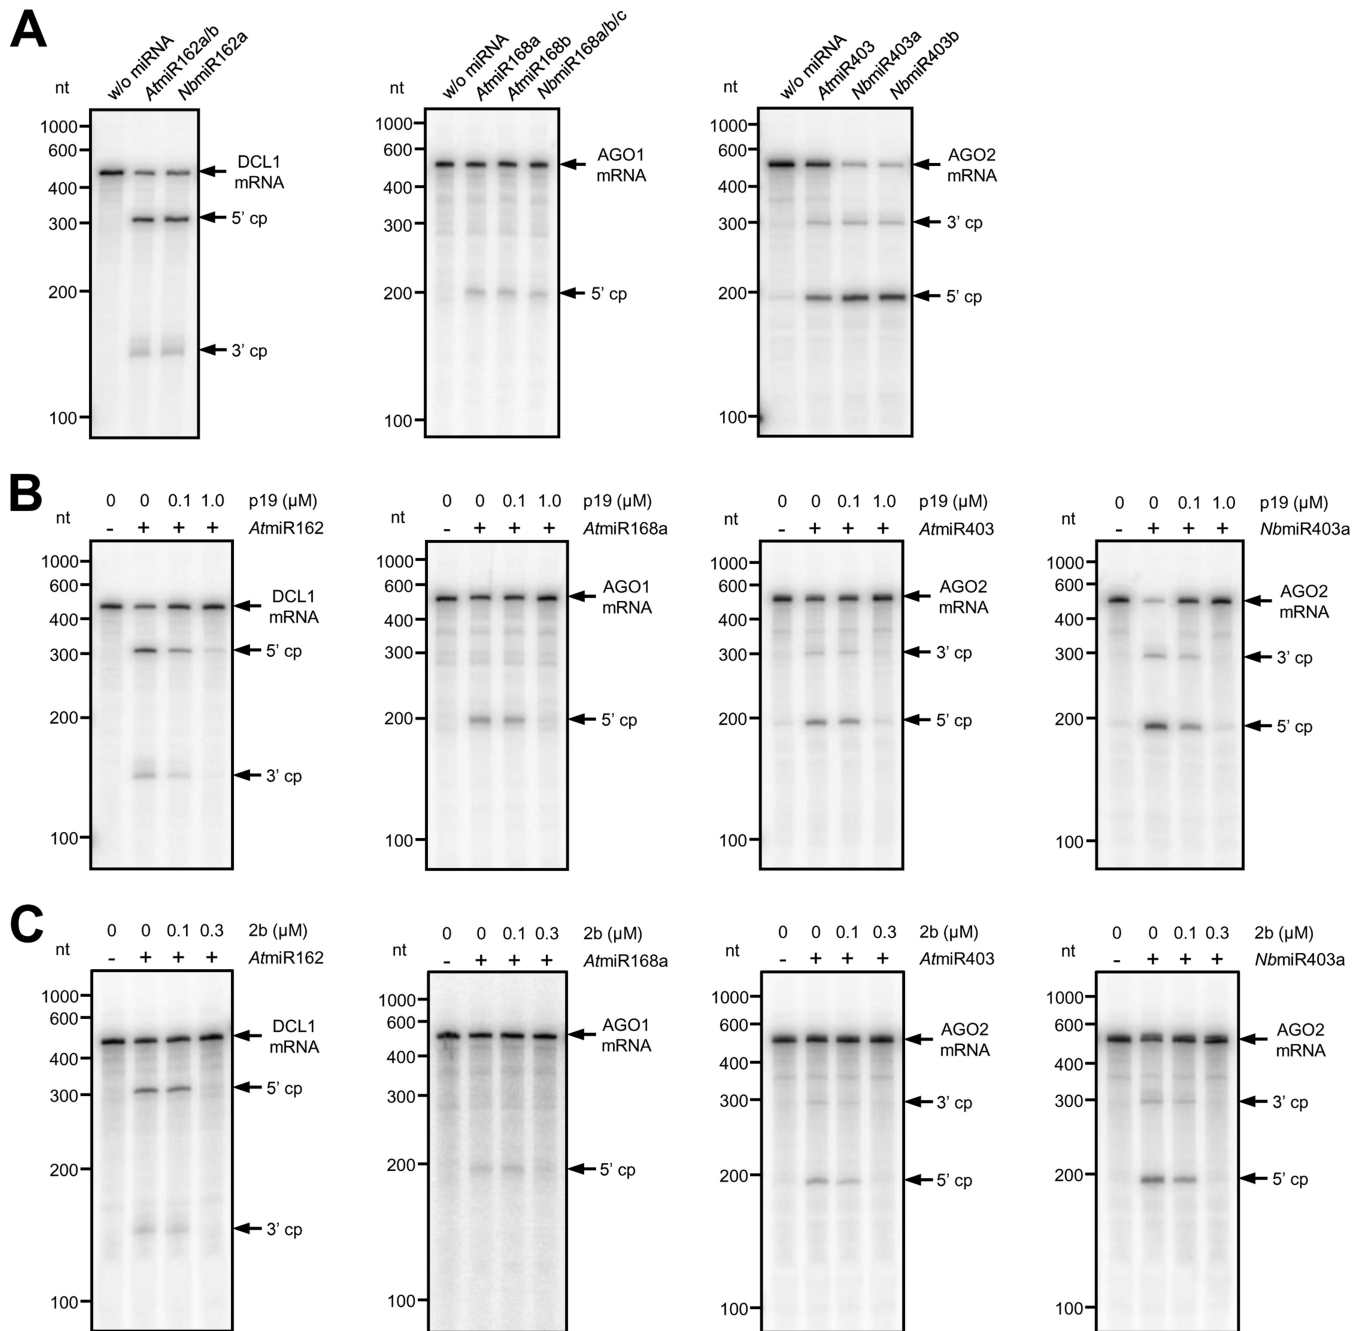 A
nt
w/o miRNA
AtmiR162a/b
NbmiR162a
1000
600
400
300
200
100
DCL1
mRNA
5’ cp
3’ cp
nt
w/o miRNA
AtmiR168a
AtmiR168b
NbmiR168a/b/c
1000
600
400
300
200
100
AGO1
mRNA
5’ cp
nt
w/o miRNA
AtmiR403
NbmiR403a
NbmiR403b
1000
600
400
300
200
100
AGO2
mRNA
3’ cp
5’ cp
B
0 0 0.1 1.0 p19 (µM)
nt
- + + + AtmiR162
1000
600
400
300
200
100
DCL1
mRNA
5’ cp
3’ cp
0 0 0.1 1.0 p19 (µM)
nt
- + + + AtmiR168a
1000
600
400
300
200
100
AGO1
mRNA
5’ cp
0 0 0.1 1.0 p19 (µM)
nt
- + + + AtmiR403
1000
600
400
300
200
100
AGO2
mRNA
3’ cp
5’ cp
0 0 0.1 1.0 p19 (µM)
nt
- + + + NbmiR403a
1000
600
400
300
200
100
AGO2
mRNA
3’ cp
5’ cp
C
0 0 0.1 0.3 2b (µM)
nt
- + + + AtmiR162
1000
600
400
300
200
100
DCL1
mRNA
5’ cp
3’ cp
0 0 0.1 0.3 2b (µM)
nt
- + + + AtmiR168a
1000
600
400
300
200
100
AGO1
mRNA
5’ cp
0 0 0.1 0.3 2b (µM)
nt
- + + + AtmiR403
1000
600
400
300
200
100
AGO2
mRNA
3’ cp
5’ cp
0 0 0.1 0.3 2b (µM)
nt
- + + + NbmiR403a
1000
600
400
300
200
100
AGO2
mRNA
3’ cp
5’ cp